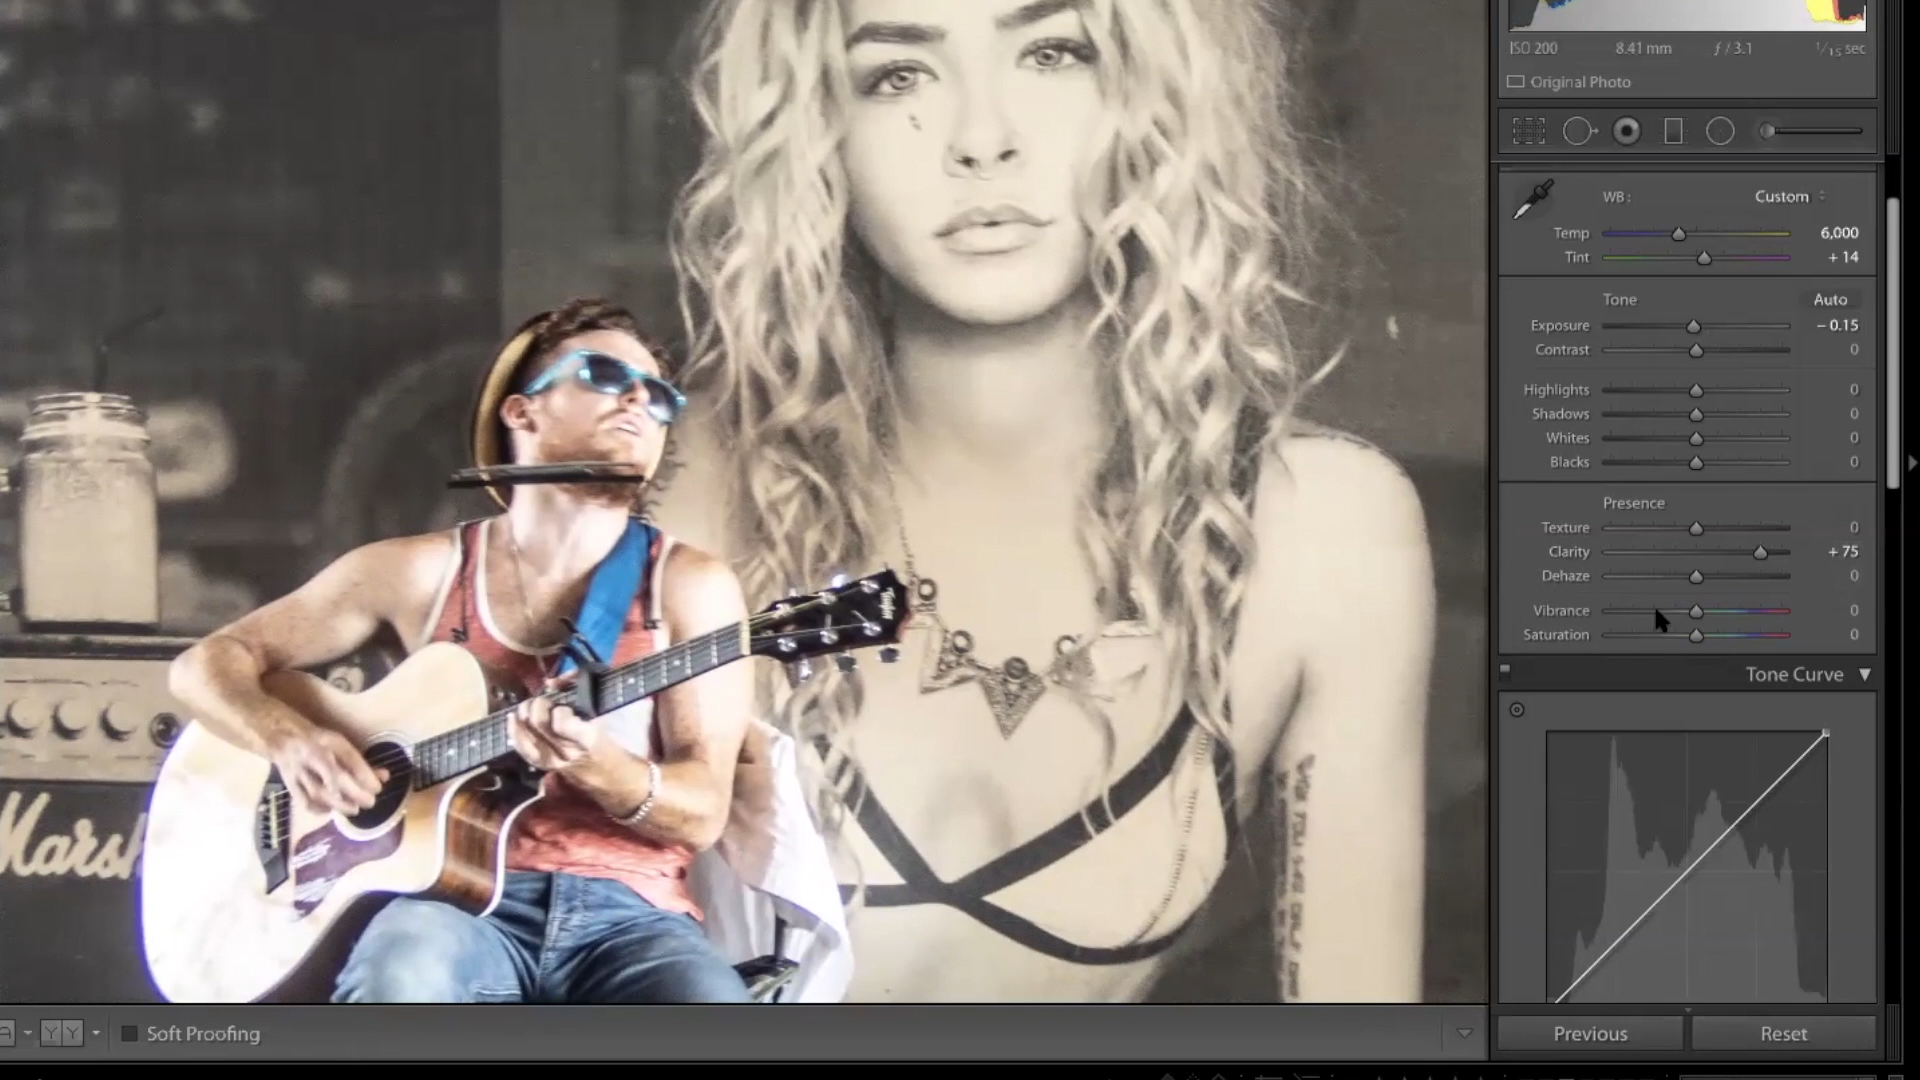 ISO 200 8.41 mm ƒ / 3.1 1/15 sec
Original Photo
WB: Custom
Temp 6,000
Tint + 14
Tone Auto
Exposure – 0.15
Contrast 0
Highlights 0
Shadows 0
Whites 0
Blacks 0
Presence
Texture 0
Clarity + 75
Dehaze 0
Vibrance 0
Saturation 0
Tone Curve
Taylor
Marsh
YY
Soft Proofing
Previous Reset